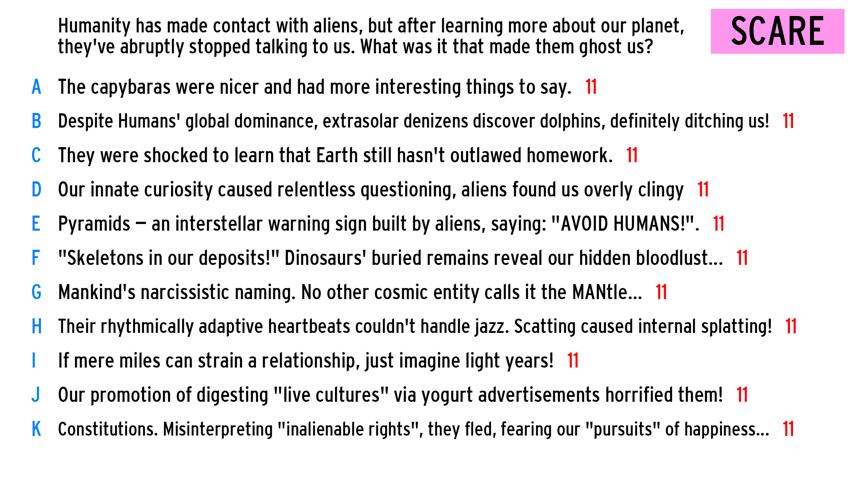 Humanity has made contact with aliens, but after learning more about our planet,
they've abruptly stopped talking to us. What was it that made them ghost us?
SCARE
A The capybaras were nicer and had more interesting things to say. 11
B Despite Humans' global dominance, extrasolar denizens discover dolphins, definitely ditching us! 11
C They were shocked to learn that Earth still hasn't outlawed homework. 11
D Our innate curiosity caused relentless questioning, aliens found us overly clingy 11
E Pyramids – an interstellar warning sign built by aliens, saying: "AVOID HUMANS!". 11
F "Skeletons in our deposits!" Dinosaurs' buried remains reveal our hidden bloodlust... 11
G Mankind's narcissistic naming. No other cosmic entity calls it the MANtle... 11
H Their rhythmically adaptive heartbeats couldn't handle jazz. Scatting caused internal splatting! 11
I If mere miles can strain a relationship, just imagine light years! 11
J Our promotion of digesting "live cultures" via yogurt advertisements horrified them! 11
K Constitutions. Misinterpreting "inalienable rights", they fled, fearing our "pursuits" of happiness... 11